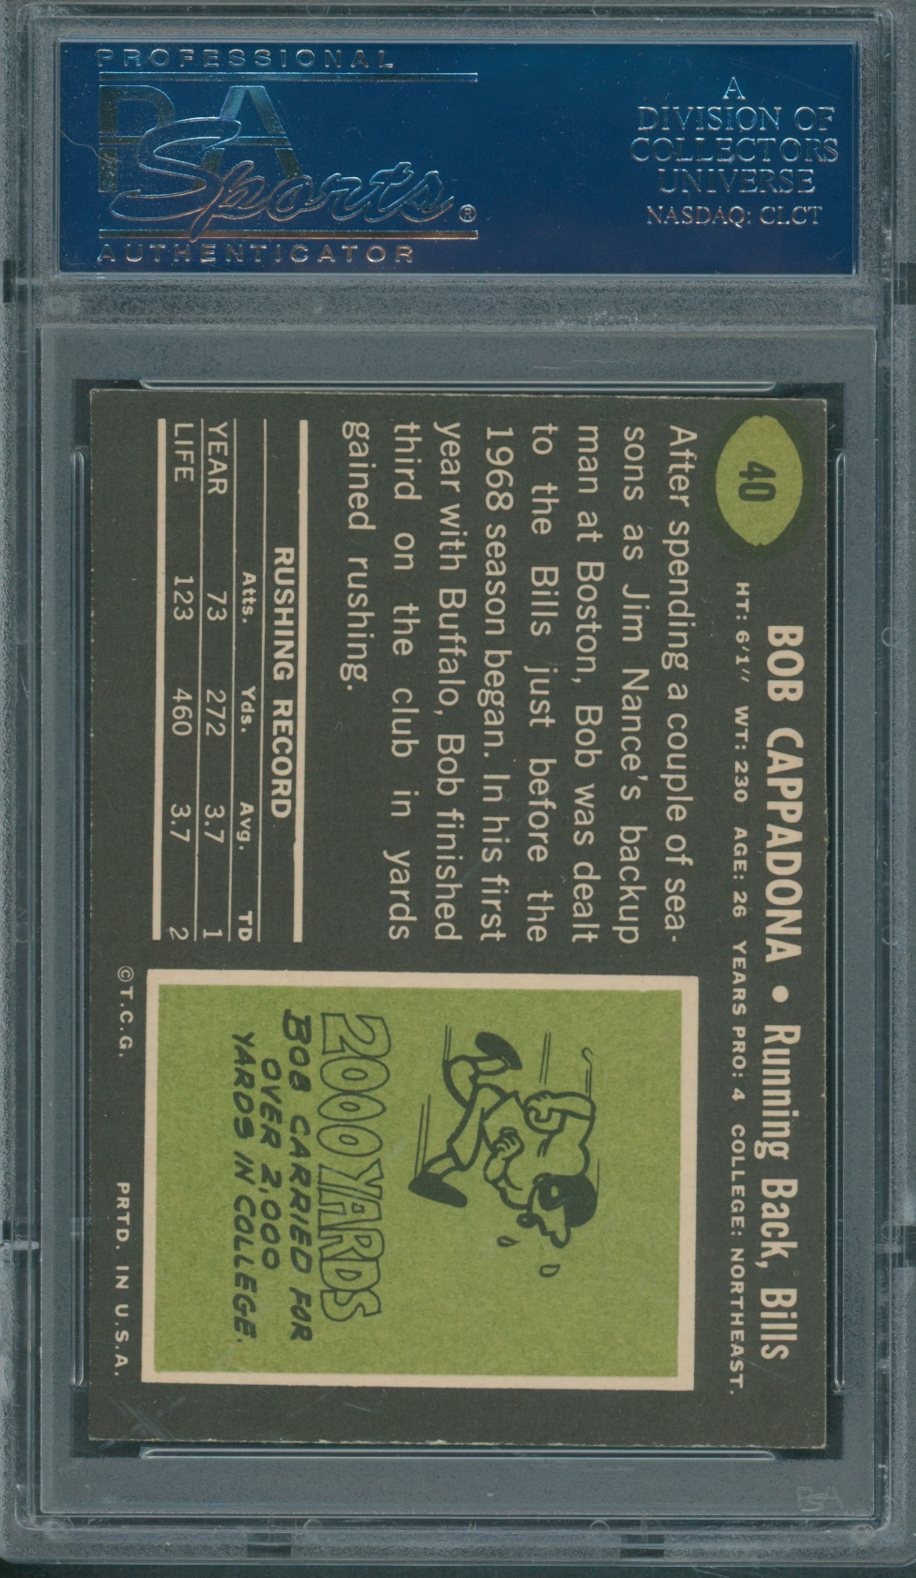 PROFESSIONAL
PSA
Sports®
AUTHENTICATOR
A
DIVISION OF
COLLECTORS
UNIVERSE
NASDAQ: CLCT
40
BOB CAPPADONA • Running Back, Bills
HT: 6'1" WT: 230 AGE: 26 YEARS PRO: 4 COLLEGE: NORTHEAST.
After spending a couple of sea-
sons as Jim Nance's backup
man at Boston, Bob was dealt
to the Bills just before the
1968 season began. In his first
year with Buffalo, Bob finished
third on the club in yards
gained rushing.
RUSHING RECORD
Atts. Yds. Avg. TD
YEAR 73 272 3.7 1
LIFE 123 460 3.7 2
2000 YARDS
BOB CARRIED FOR
OVER 2,000
YARDS IN COLLEGE.
© T.C.G. PRTD. IN U.S.A.
PSA